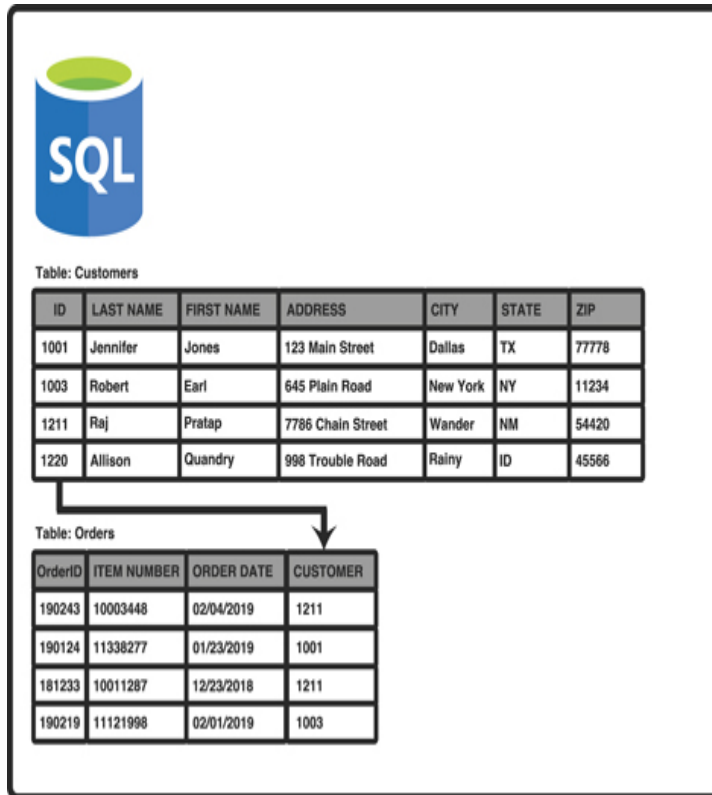 SQL
Table: Customers
ID LAST NAME FIRST NAME ADDRESS CITY STATE ZIP
1001 Jennifer Jones 123 Main Street Dallas TX 77778
1003 Robert Earl 645 Plain Road New York NY 11234
1211 Raj Pratap 7786 Chain Street Wander NM 54420
1220 Allison Quandry 998 Trouble Road Rainy ID 45566
Table: Orders
OrderID ITEM NUMBER ORDER DATE CUSTOMER
190243 10003448 02/04/2019 1211
190124 11338277 01/23/2019 1001
181233 10011287 12/23/2018 1211
190219 11121998 02/01/2019 1003